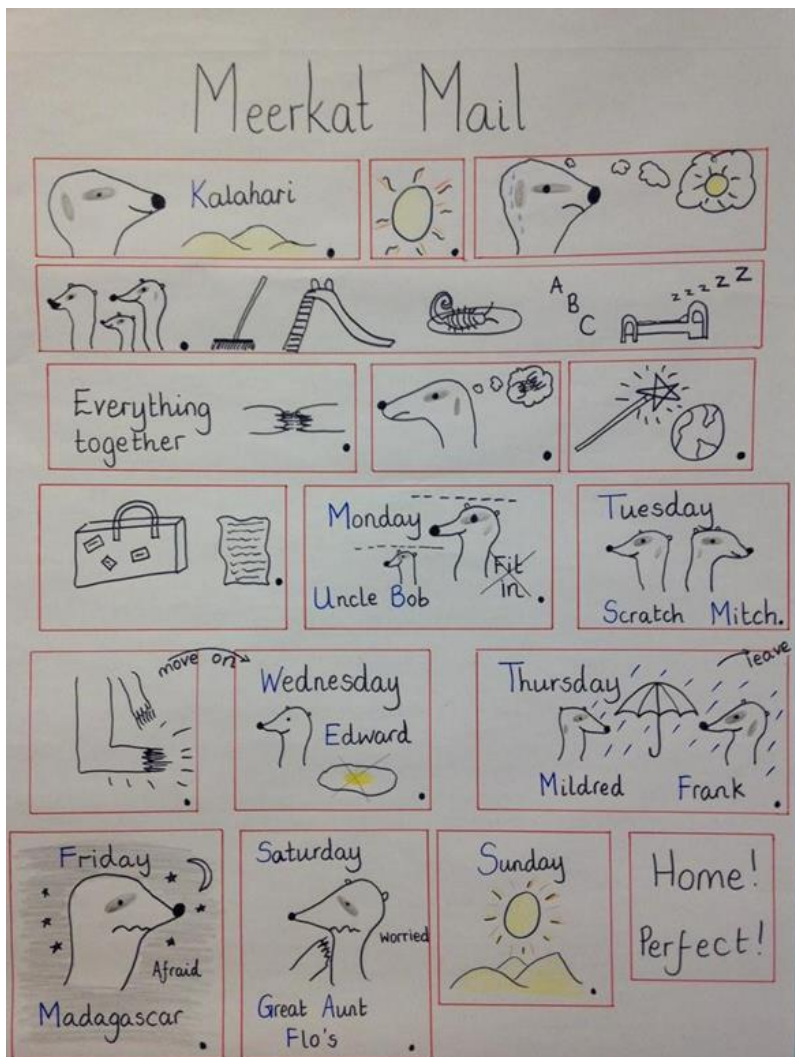 Meerkat Mail
Kalahari
A
B
C
z z z Z Z
Everything
together
Monday
Fit
in
Uncle Bob
Tuesday
Scratch Mitch.
move on
Wednesday
Edward
leave
Thursday
Mildred Frank
Friday
Afraid
Madagascar
Saturday
Worried
Great Aunt
Flo's
Sunday
Home!
Perfect!